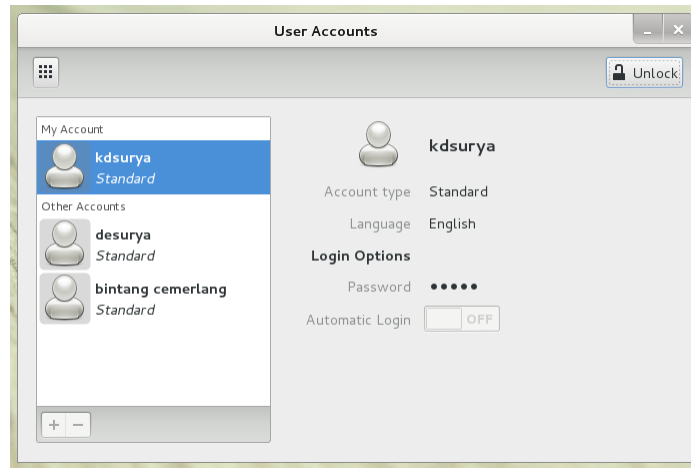 User Accounts
Unlock
My Account
kdsurya
Standard
Other Accounts
desurya
Standard
bintang cemerlang
Standard
+ −
kdsurya
Account type Standard
Language English
Login Options
Password •••••
Automatic Login OFF